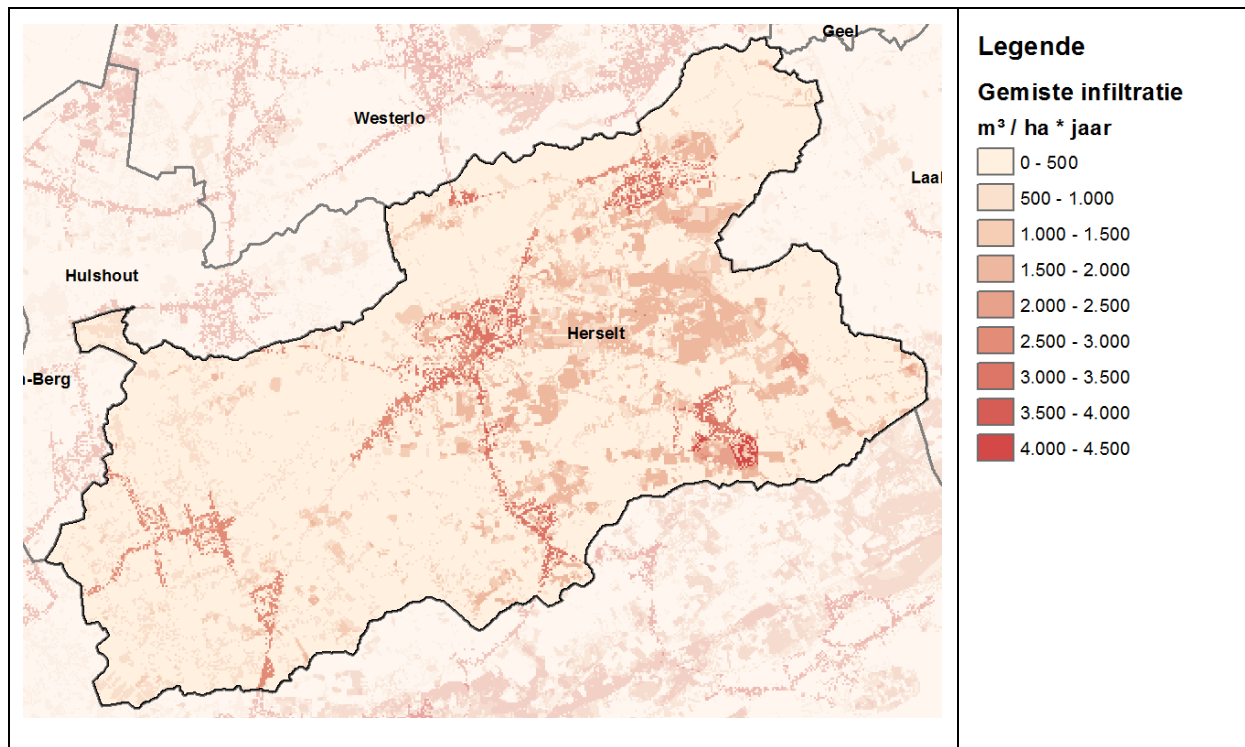 Geel
Westerlo
Laal
Hulshout
Herselt
-Berg
Legende
Gemiste infiltratie
m³ / ha * jaar
0 - 500
500 - 1.000
1.000 - 1.500
1.500 - 2.000
2.000 - 2.500
2.500 - 3.000
3.000 - 3.500
3.500 - 4.000
4.000 - 4.500